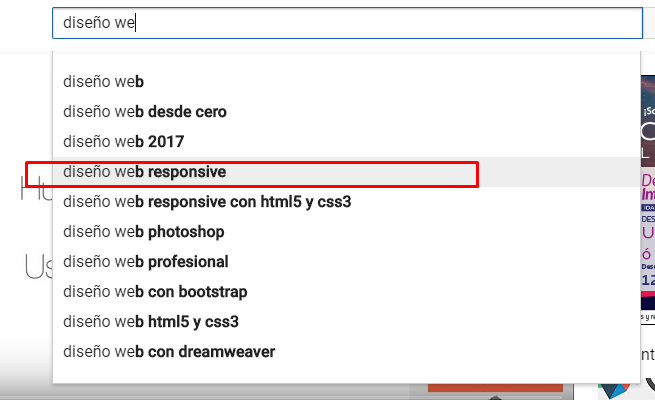 diseño we
diseño web
diseño web desde cero
diseño web 2017
diseño web responsive
diseño web responsive con html5 y css3
diseño web photoshop
diseño web profesional
diseño web con bootstrap
diseño web html5 y css3
diseño web con dreamweaver